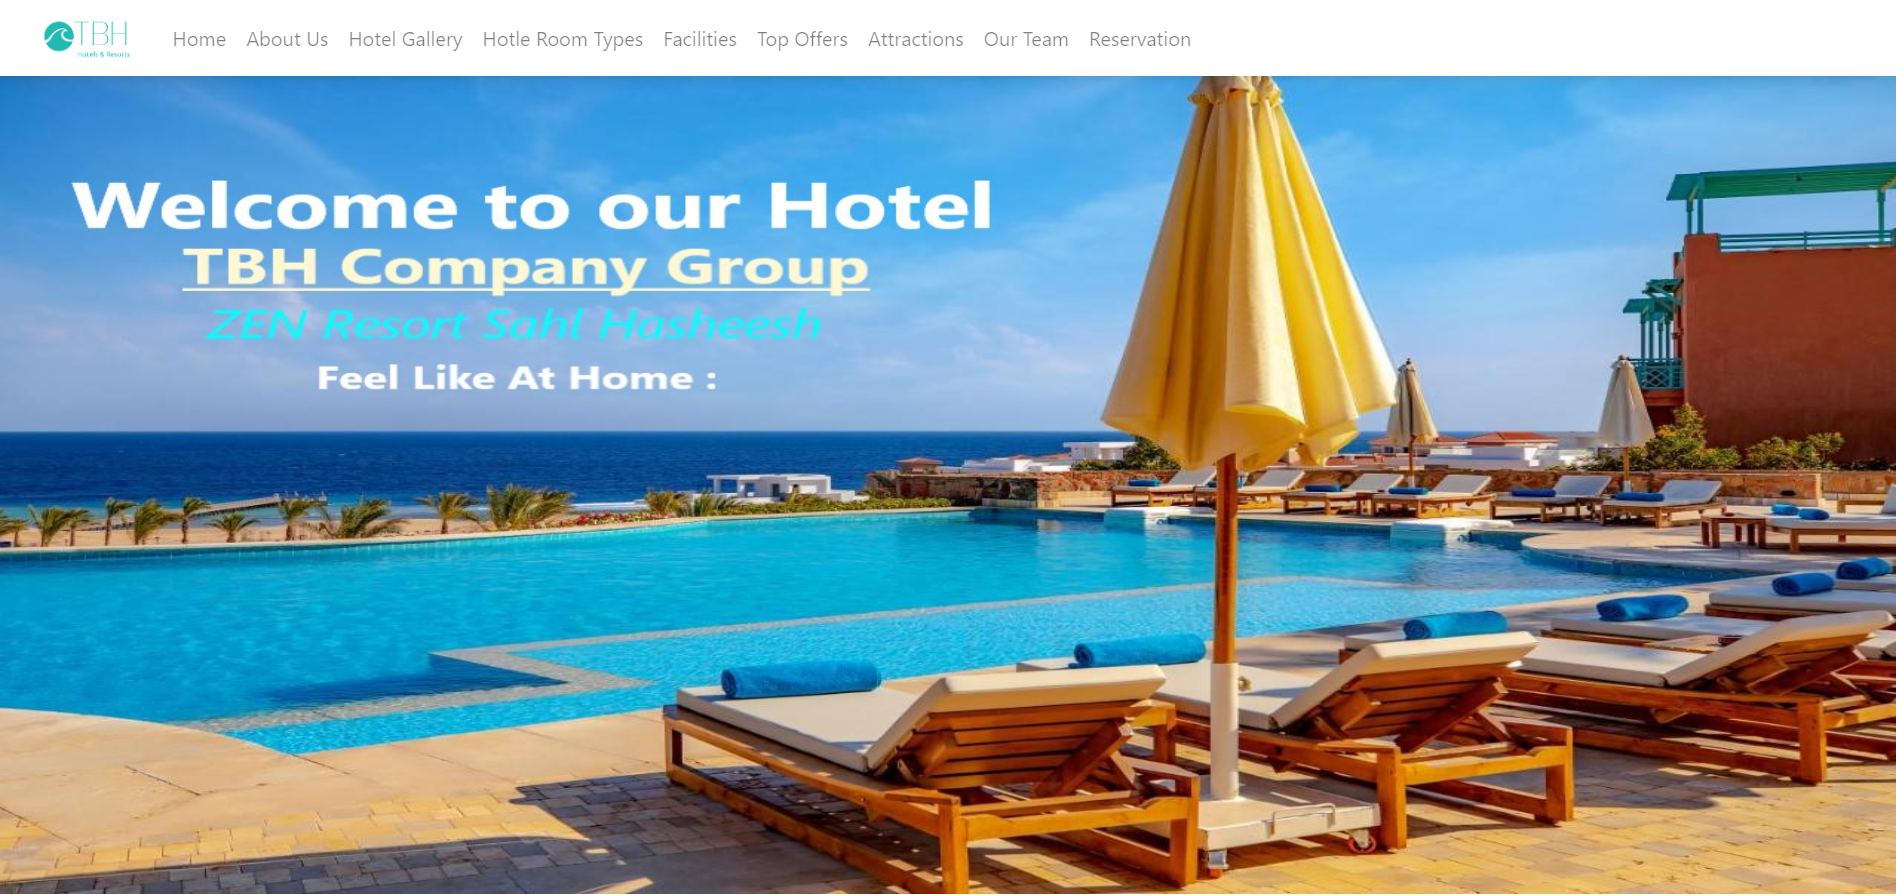 TBH
Hotels & Resorts
Home About Us Hotel Gallery Hotle Room Types Facilities Top Offers Attractions Our Team Reservation
Welcome to our Hotel
TBH Company Group
ZEN Resort Sahl Hasheesh
Feel Like At Home :